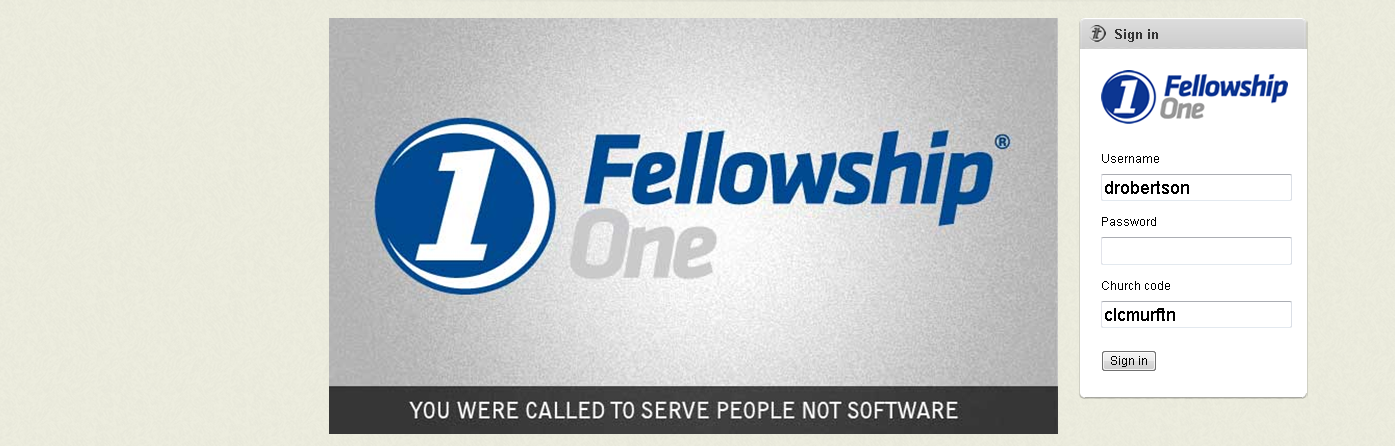 1 Fellowship®
One
YOU WERE CALLED TO SERVE PEOPLE NOT SOFTWARE
Sign in
1 Fellowship
One
Username
drobertson
Password
Church code
clcmurftn
Sign in